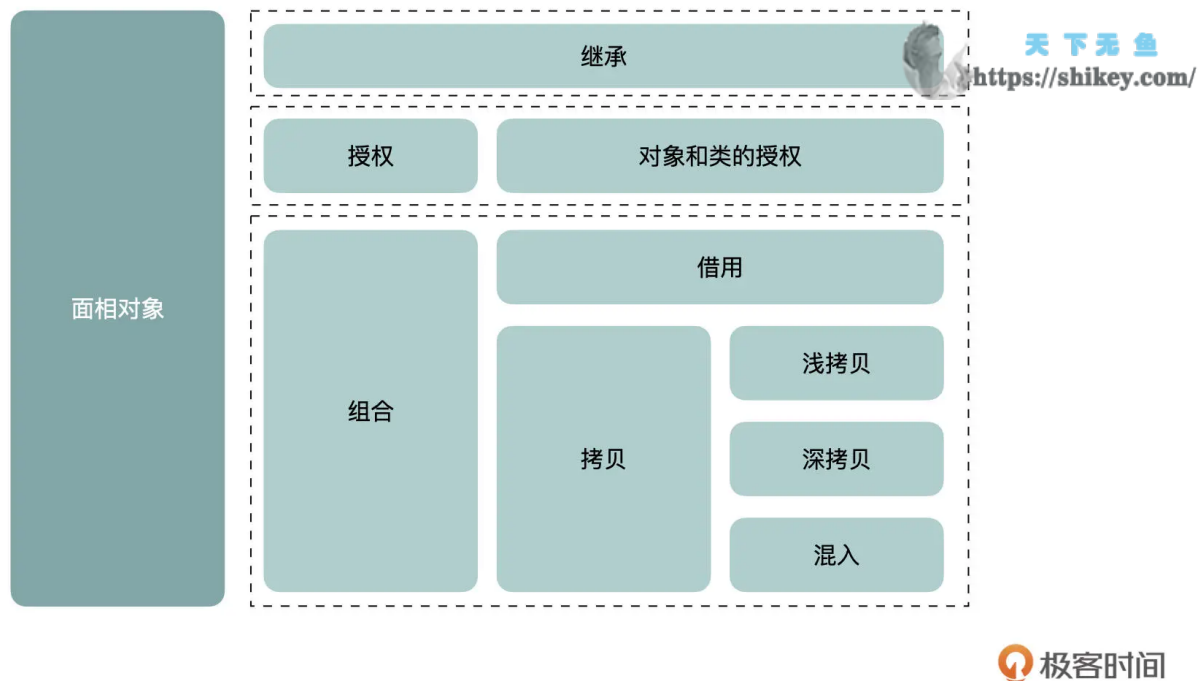 继承
天下无鱼
https://shikey.com/
授权
对象和类的授权
面相对象
组合
借用
拷贝
浅拷贝
深拷贝
混入
极客时间